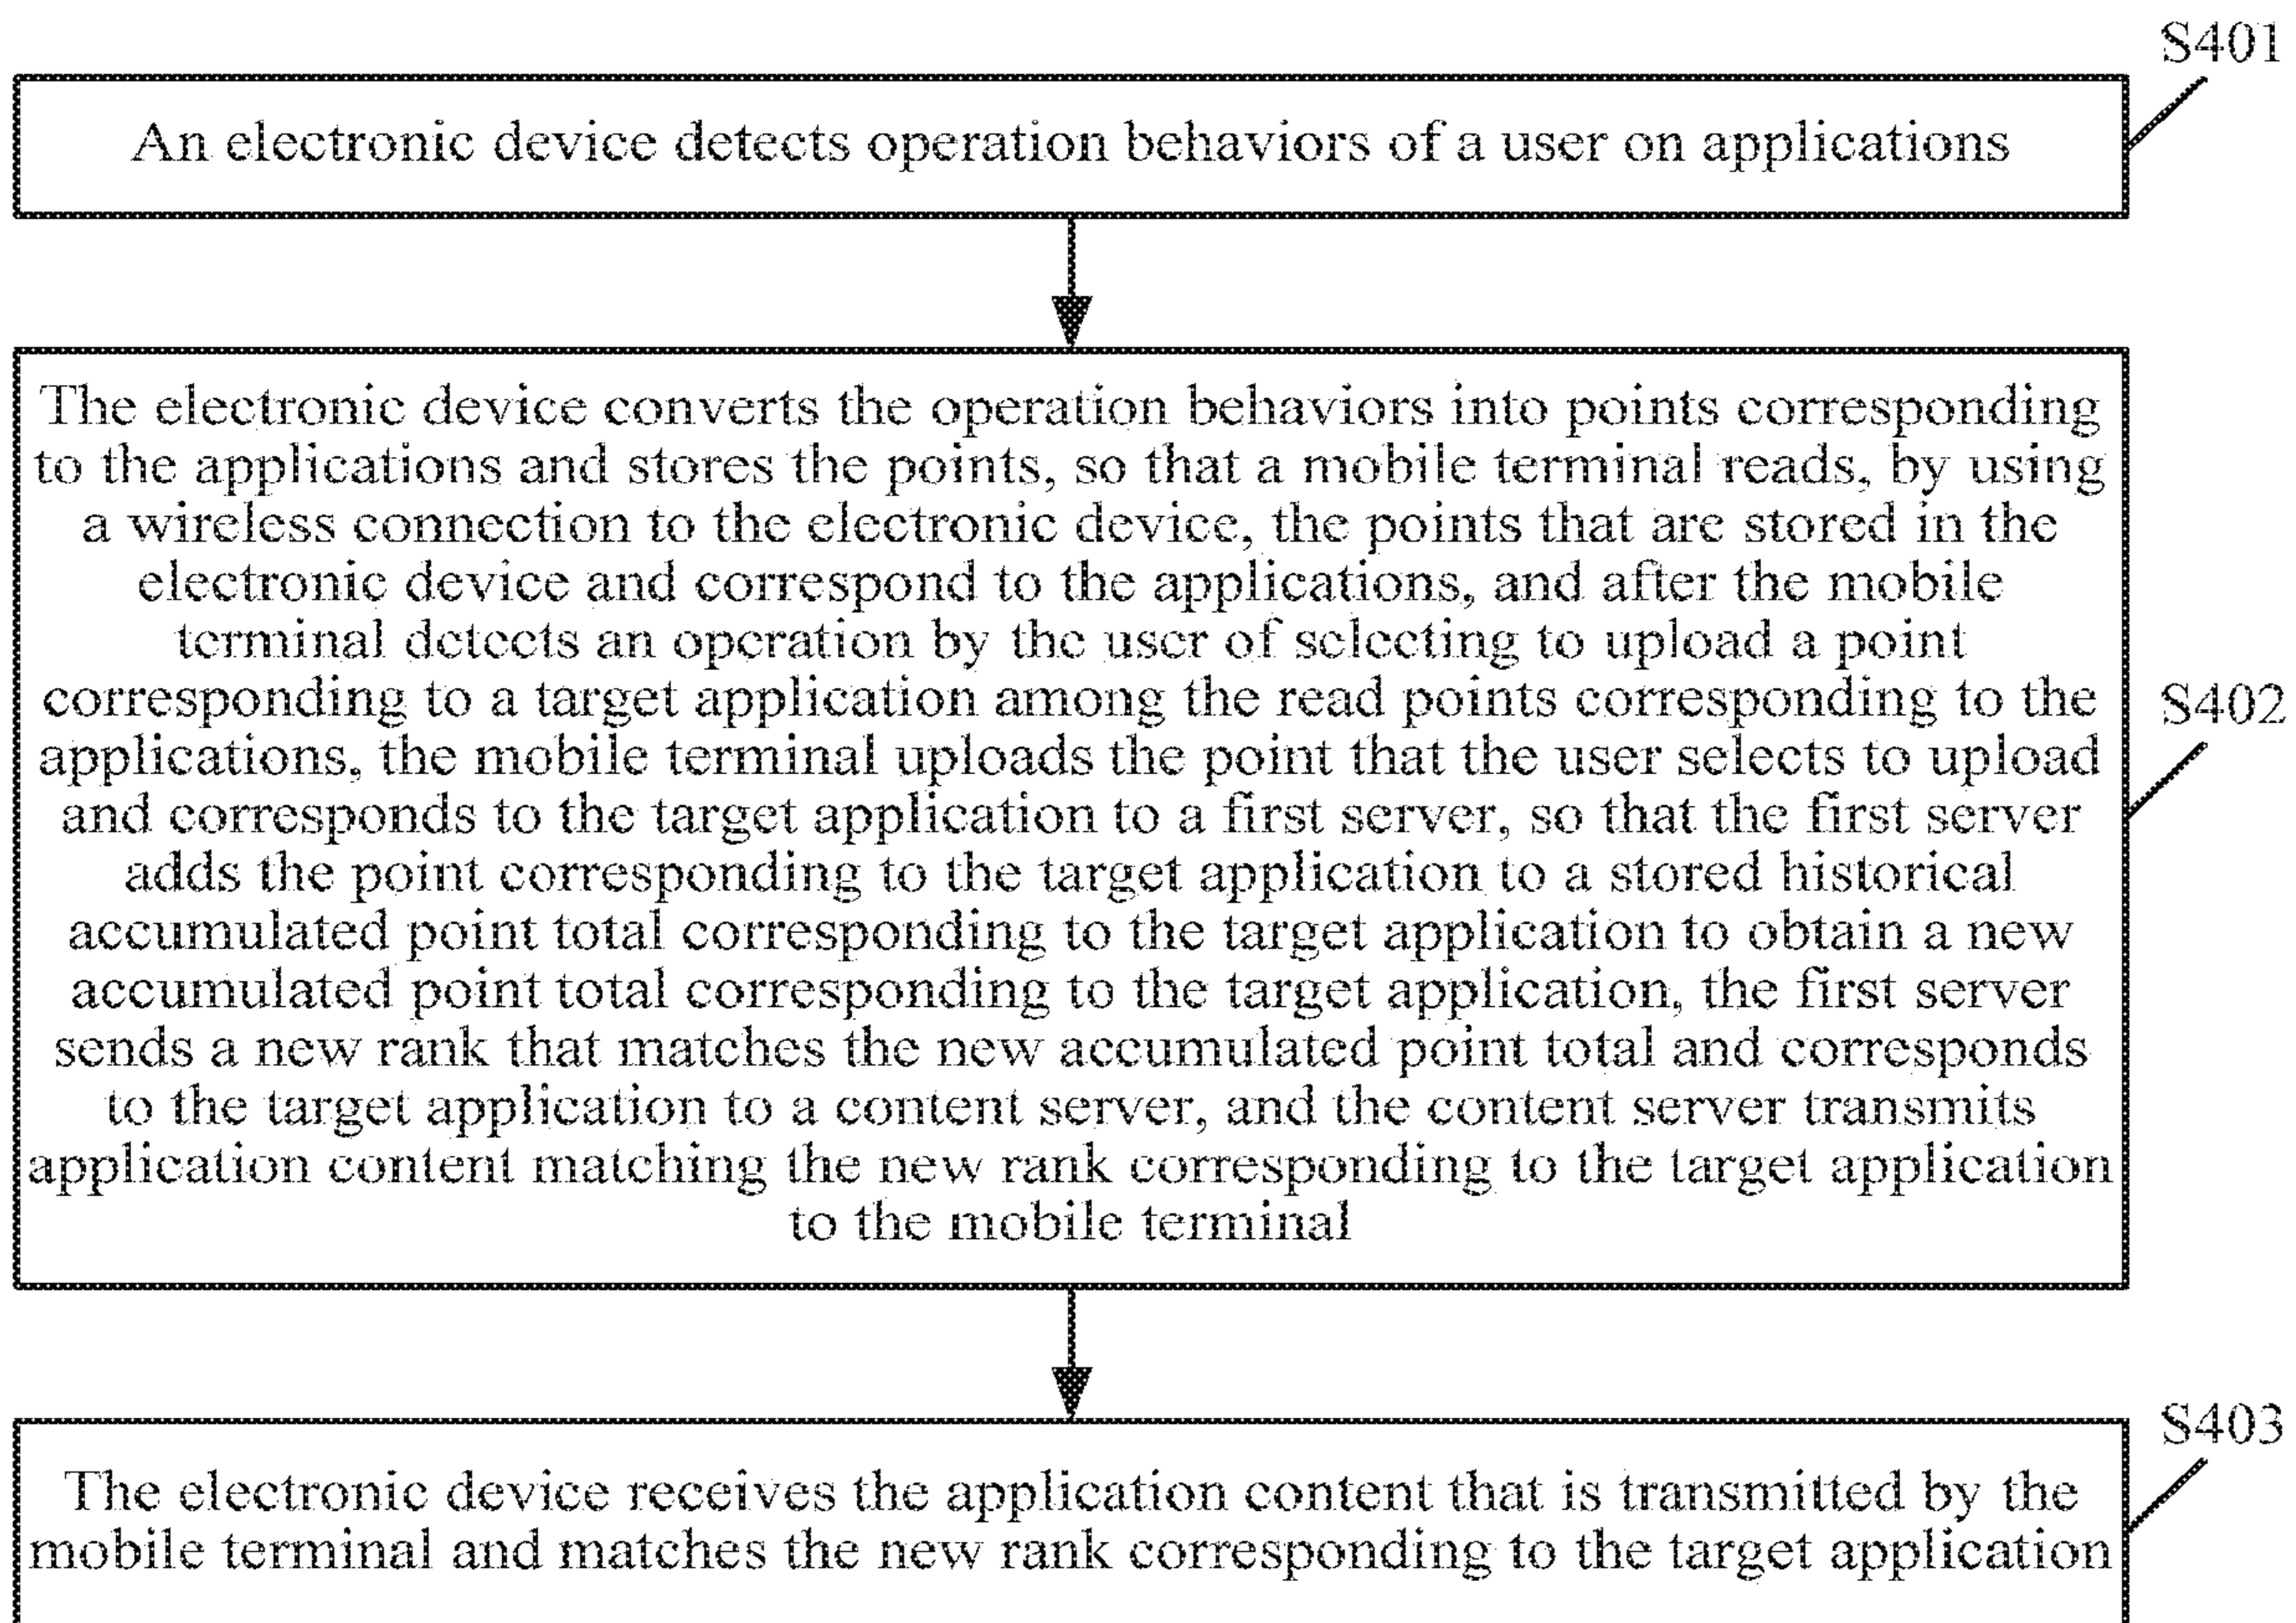 S401
An electronic device detects operation behaviors of a user on applications
The electronic device converts the operation behaviors into points corresponding
to the applications and stores the points, so that a mobile terminal reads, by using
a wireless connection to the electronic device, the points that are stored in the
electronic device and correspond to the applications, and after the mobile
terminal detects an operation by the user of selecting to upload a point
corresponding to a target application among the read points corresponding to the
applications, the mobile terminal uploads the point that the user selects to upload
and corresponds to the target application to a first server, so that the first server
adds the point corresponding to the target application to a stored historical
accumulated point total corresponding to the target application to obtain a new
accumulated point total corresponding to the target application, the first server
sends a new rank that matches the new accumulated point total and corresponds
to the target application to a content server, and the content server transmits
application content matching the new rank corresponding to the target application
to the mobile terminal
S402
S403
The electronic device receives the application content that is transmitted by the
mobile terminal and matches the new rank corresponding to the target application